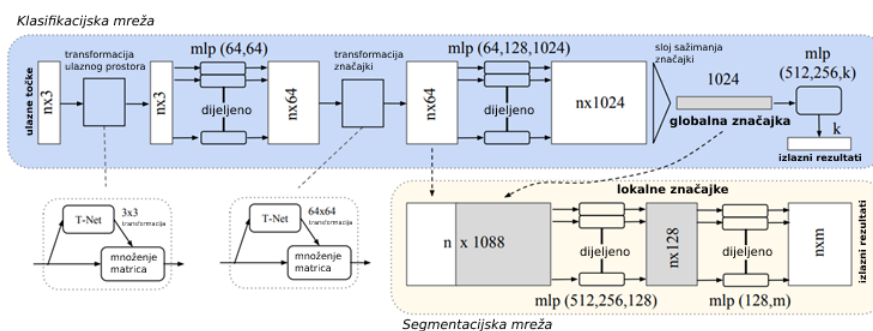 Klasifikacijska mreža
ulazne točke
nx3
transformacija
ulaznog prostora
nx3
mlp (64,64)
dijeljeno
nx64
transformacija
značajki
nx64
mlp (64,128,1024)
dijeljeno
nx1024
sloj sažimanja
značajki
1024
globalna značajka
mlp
(512,256,k)
k
izlazni rezultati
T-Net
3x3
transformacija
množenje
matrica
T-Net
64x64
transformacija
množenje
matrica
lokalne značajke
n x 1088
dijeljeno
mlp (512,256,128)
nx128
dijeljeno
mlp (128,m)
nxm
izlazni rezultati
Segmentacijska mreža